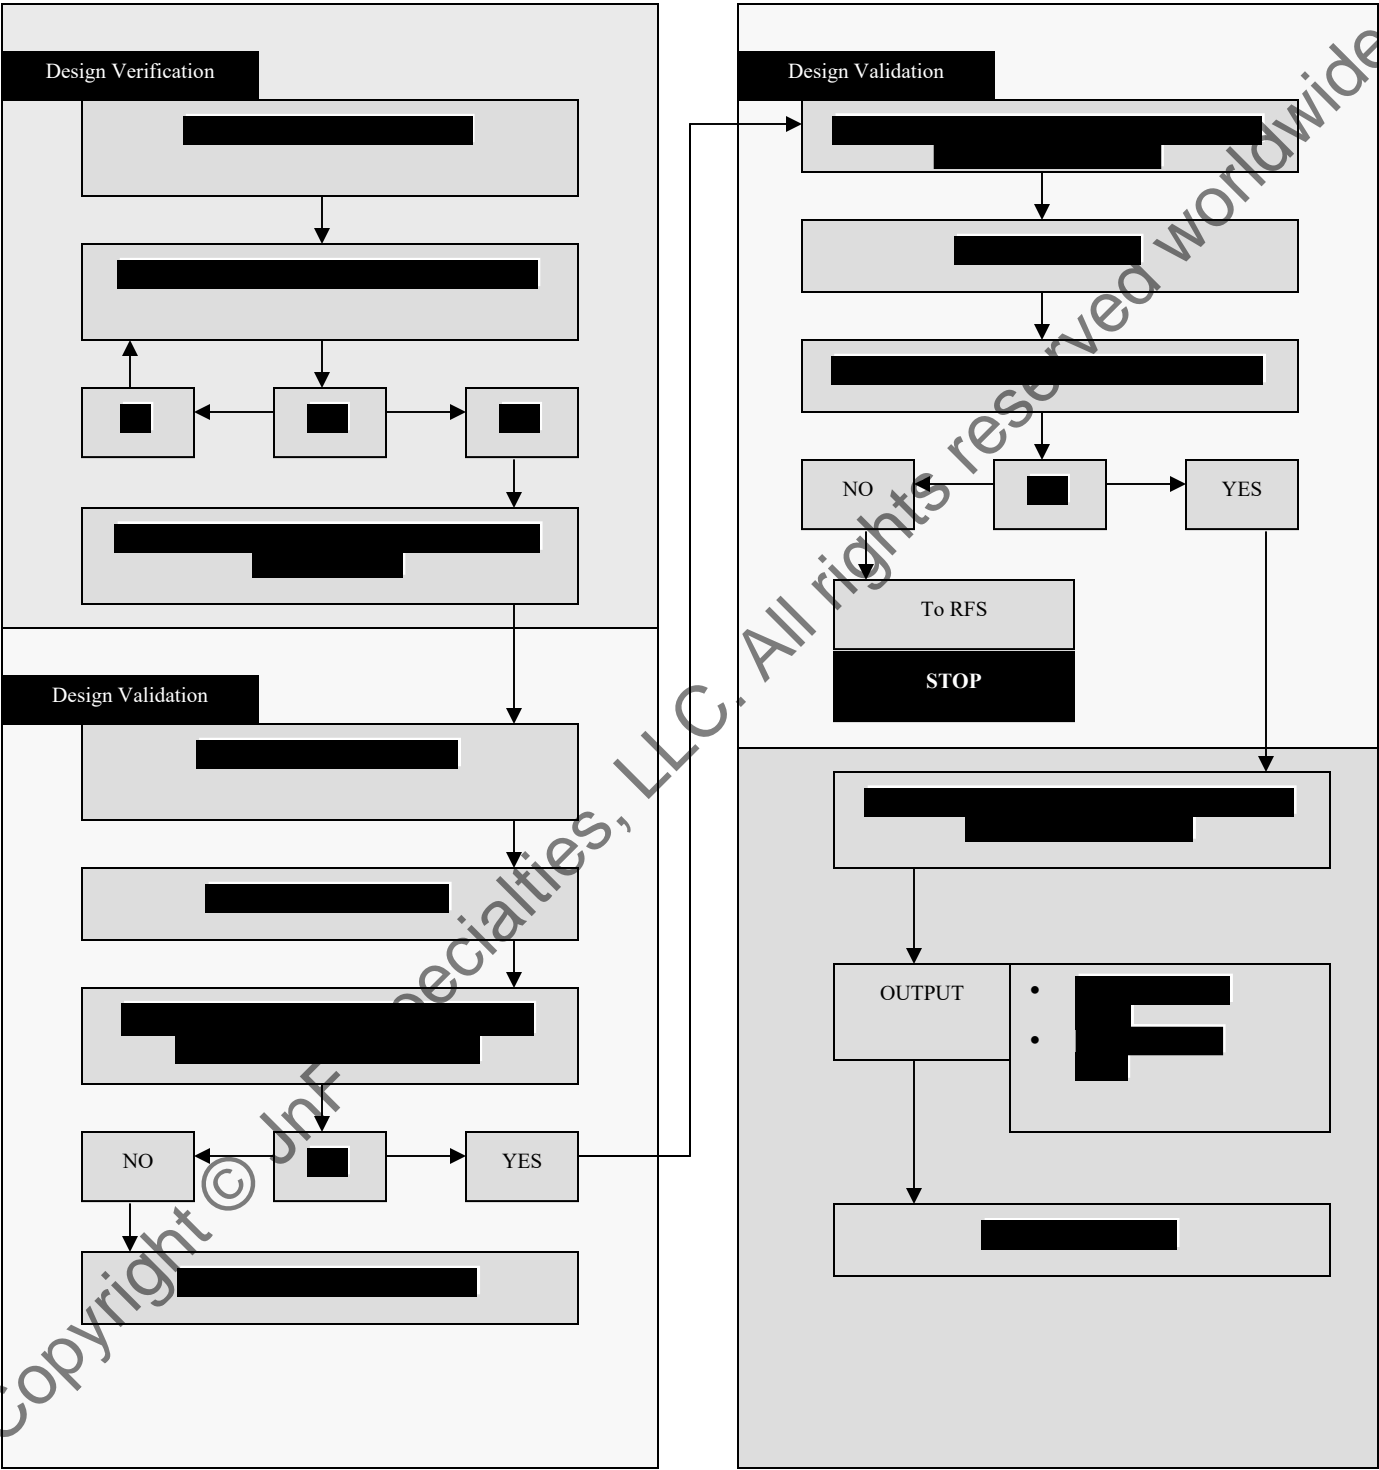 Design Verification
Design Validation
NO
YES
Design Validation
NO
YES
To RFS
STOP
OUTPUT
•
•
Copyright © JnF Specialties, LLC. All rights reserved worldwide